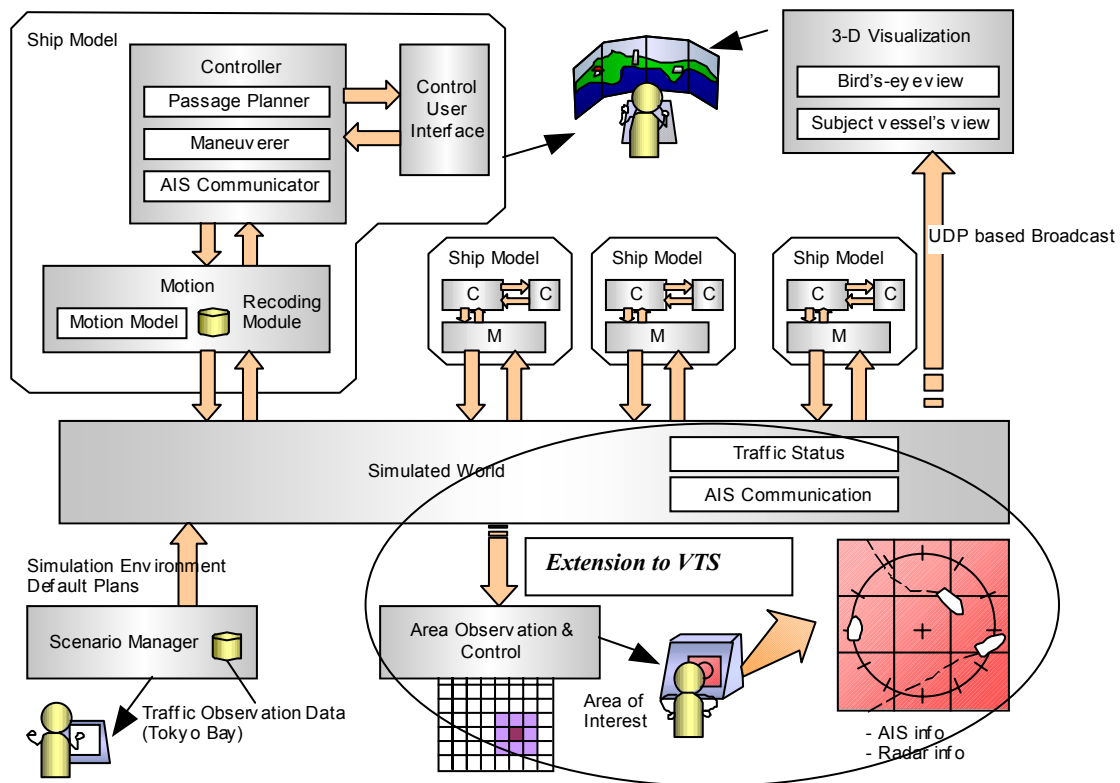 Ship Model
Controller
Passage Planner
Maneuverer
AIS Communicator
Control
User
Interface
3-D Visualization
Bird's-eye view
Subject vessel's view
UDP based Broadcast
Motion
Motion Model
Recoding
Module
Ship Model
C
C
M
Ship Model
C
C
M
Ship Model
C
C
M
Simulated World
Traffic Status
AIS Communication
Simulation Environment
Default Plans
Scenario Manager
Traffic Observation Data
(Tokyo Bay)
Extension to VTS
Area Observation &
Control
Area of
Interest
- AIS info
- Radar info